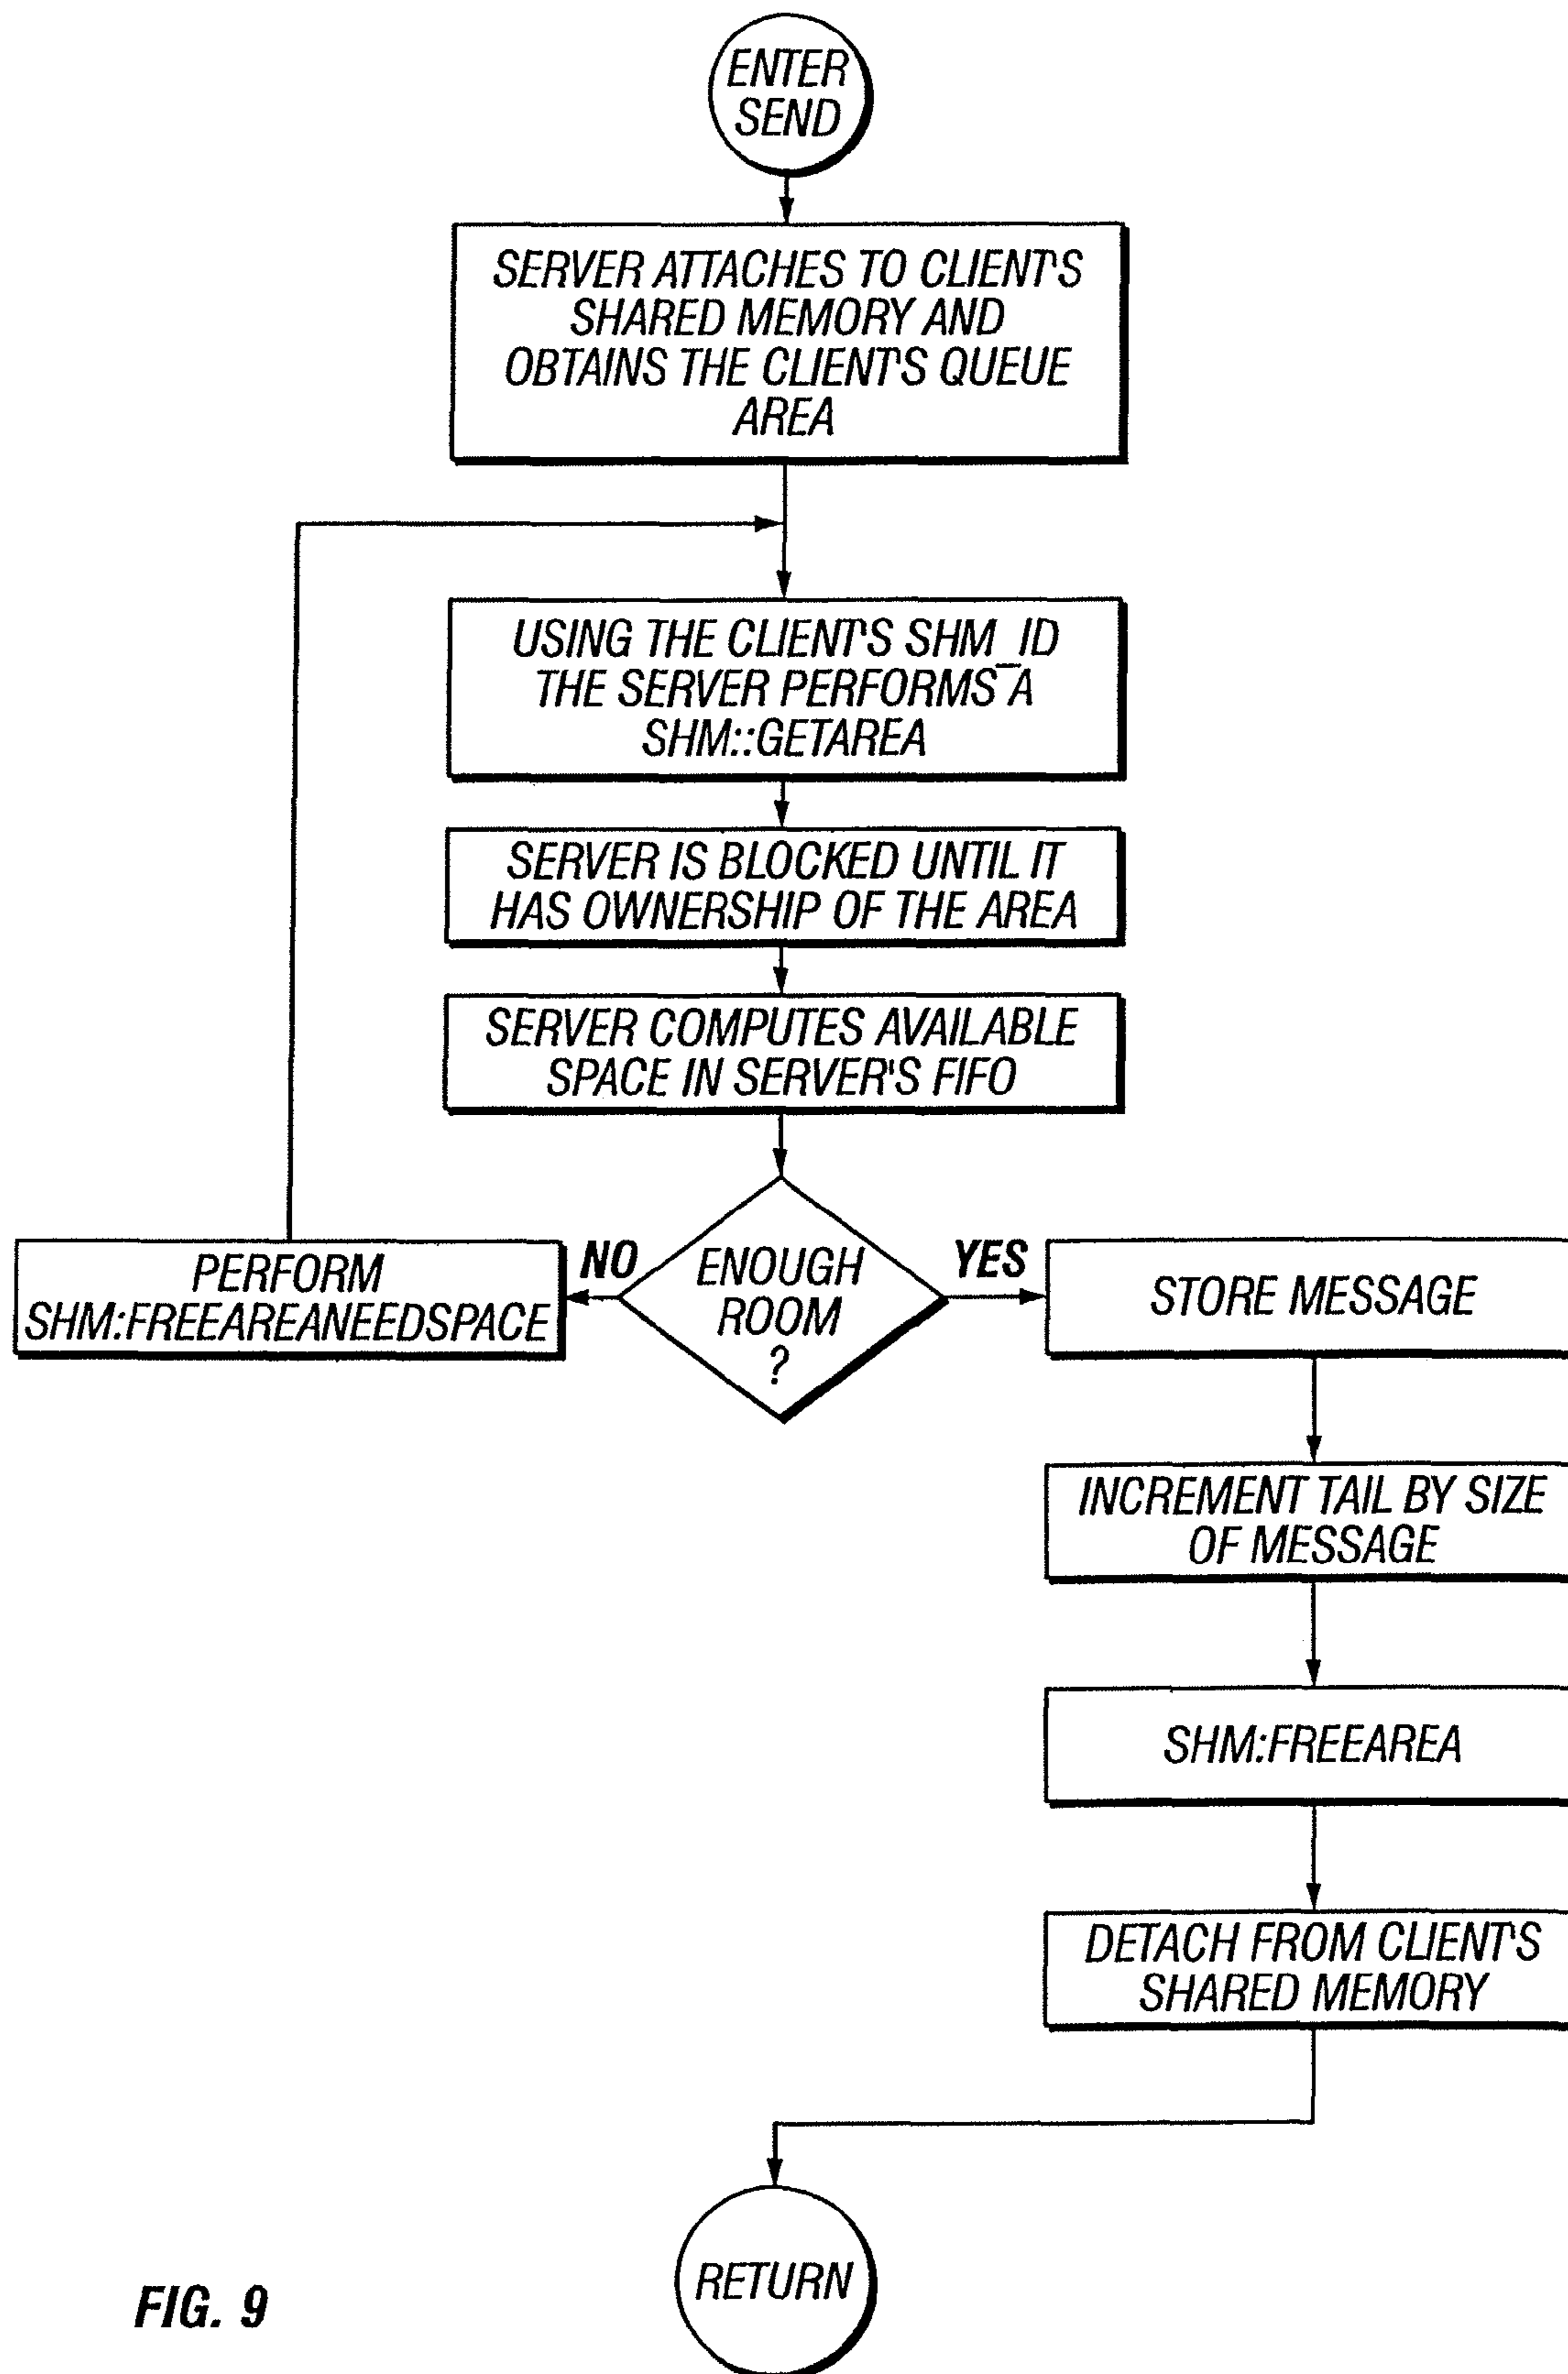 ENTER
SEND
SERVER ATTACHES TO CLIENT'S
SHARED MEMORY AND
OBTAINS THE CLIENT'S QUEUE
AREA
USING THE CLIENT'S SHM_ID
THE SERVER PERFORMS A
SHM::GETAREA
SERVER IS BLOCKED UNTIL IT
HAS OWNERSHIP OF THE AREA
SERVER COMPUTES AVAILABLE
SPACE IN SERVER'S FIFO
ENOUGH
ROOM
?
NO
PERFORM
SHM:FREEAREANEEDSPACE
YES
STORE MESSAGE
INCREMENT TAIL BY SIZE
OF MESSAGE
SHM:FREEAREA
DETACH FROM CLIENT'S
SHARED MEMORY
RETURN
FIG. 9